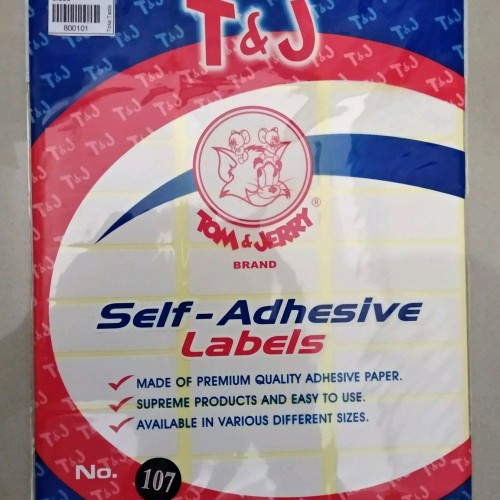 800101
T&J
TOM & JERRY ®
BRAND
Self-Adhesive
Labels
MADE OF PREMIUM QUALITY ADHESIVE PAPER.
SUPREME PRODUCTS AND EASY TO USE.
AVAILABLE IN VARIOUS DIFFERENT SIZES.
No. 107